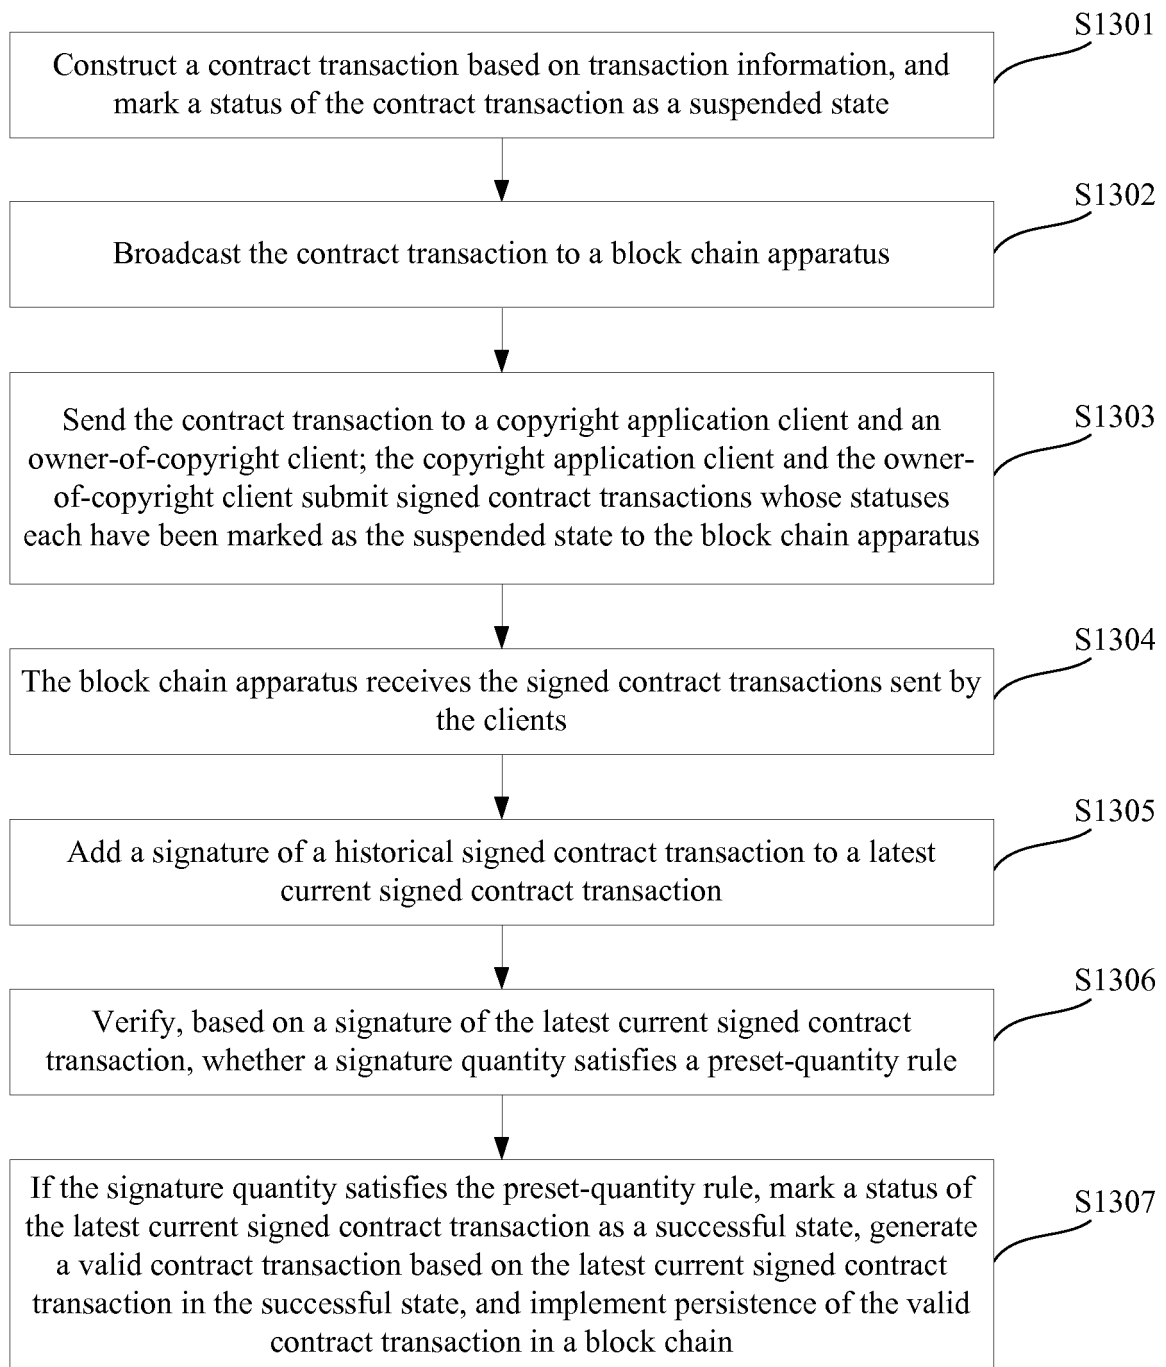 S1301
Construct a contract transaction based on transaction information, and
mark a status of the contract transaction as a suspended state
S1302
Broadcast the contract transaction to a block chain apparatus
S1303
Send the contract transaction to a copyright application client and an
owner-of-copyright client; the copyright application client and the owner-
of-copyright client submit signed contract transactions whose statuses
each have been marked as the suspended state to the block chain apparatus
S1304
The block chain apparatus receives the signed contract transactions sent by
the clients
S1305
Add a signature of a historical signed contract transaction to a latest
current signed contract transaction
S1306
Verify, based on a signature of the latest current signed contract
transaction, whether a signature quantity satisfies a preset-quantity rule
S1307
If the signature quantity satisfies the preset-quantity rule, mark a status of
the latest current signed contract transaction as a successful state, generate
a valid contract transaction based on the latest current signed contract
transaction in the successful state, and implement persistence of the valid
contract transaction in a block chain